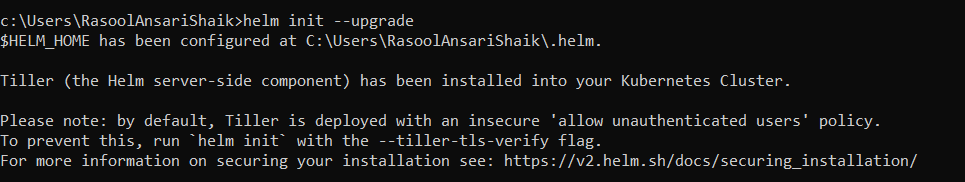 c:\Users\RasoolAnsariShaik>helm init --upgrade
$HELM_HOME has been configured at C:\Users\RasoolAnsariShaik\.helm.
Tiller (the Helm server-side component) has been installed into your Kubernetes Cluster.
Please note: by default, Tiller is deployed with an insecure 'allow unauthenticated users' policy.
To prevent this, run `helm init` with the --tiller-tls-verify flag.
For more information on securing your installation see: https://v2.helm.sh/docs/securing_installation/